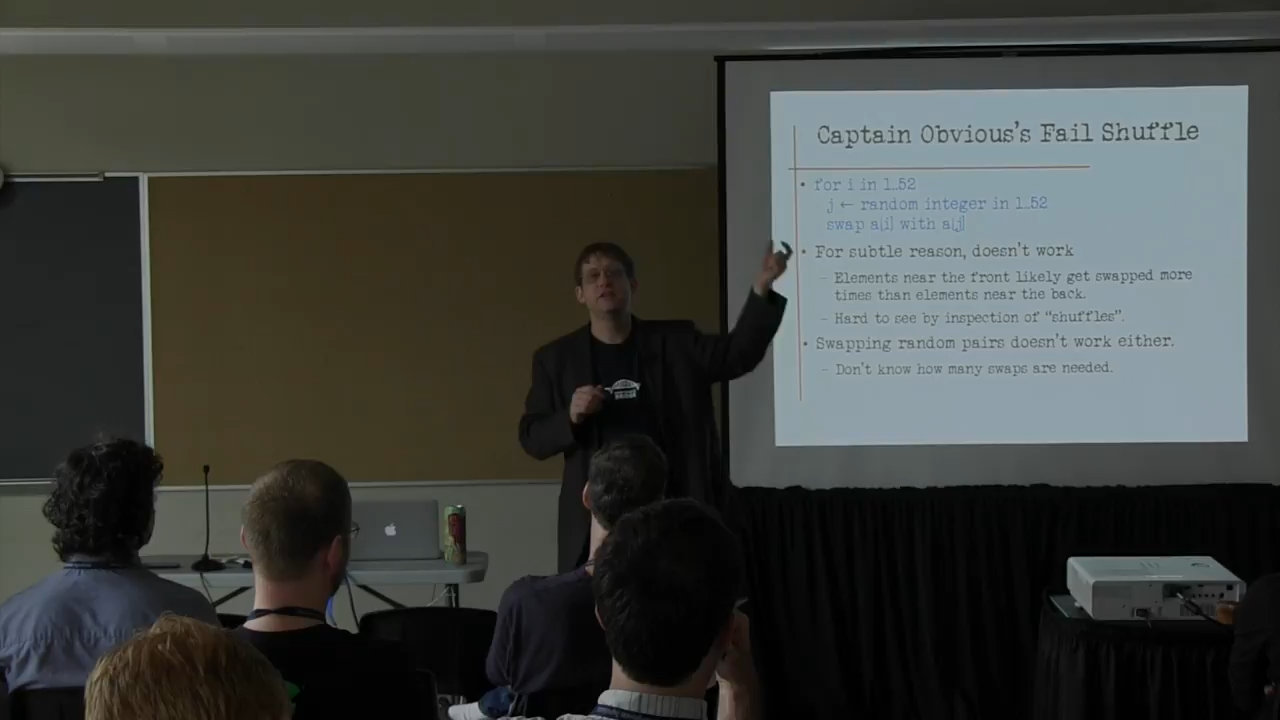 Captain Obvious's Fail Shuffle
• for i in 1..52
j ← random integer in 1..52
swap a[i] with a[j]
• For subtle reason, doesn't work
– Elements near the front likely get swapped more
times than elements near the back.
– Hard to see by inspection of "shuffles".
• Swapping random pairs doesn't work either.
– Don't know how many swaps are needed.